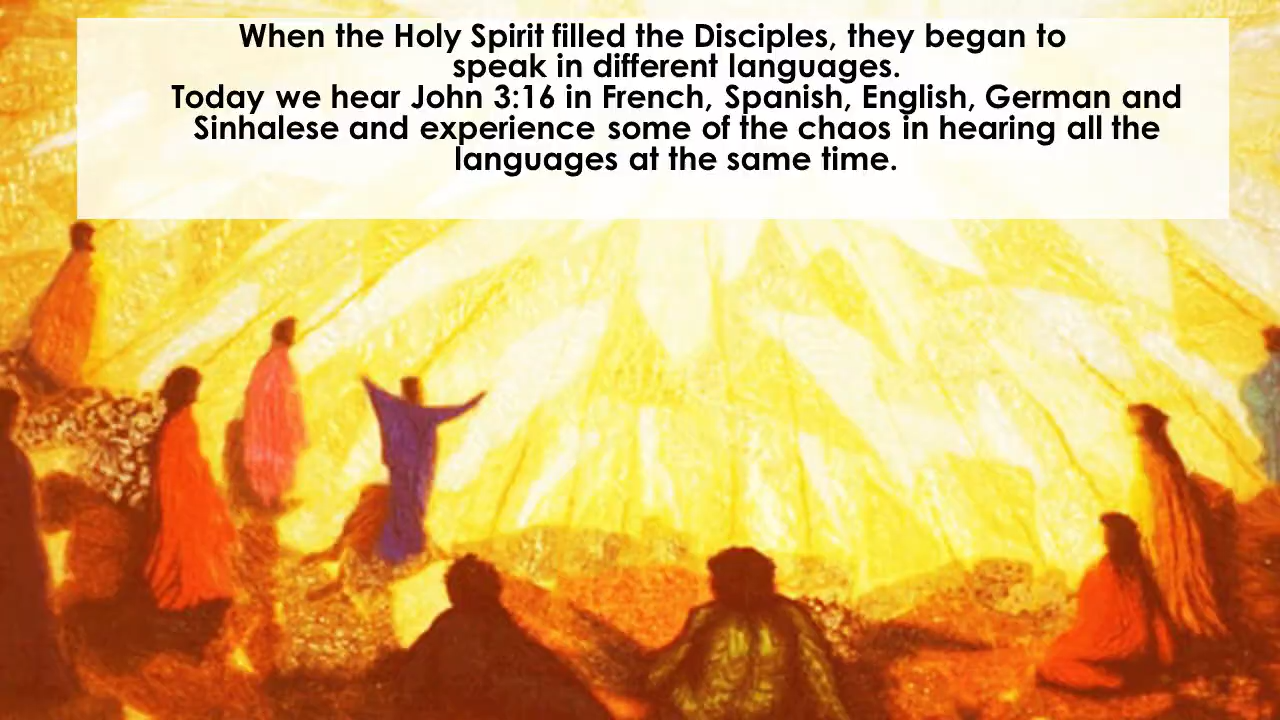 When the Holy Spirit filled the Disciples, they began to
speak in different languages.
Today we hear John 3:16 in French, Spanish, English, German and
Sinhalese and experience some of the chaos in hearing all the
languages at the same time.